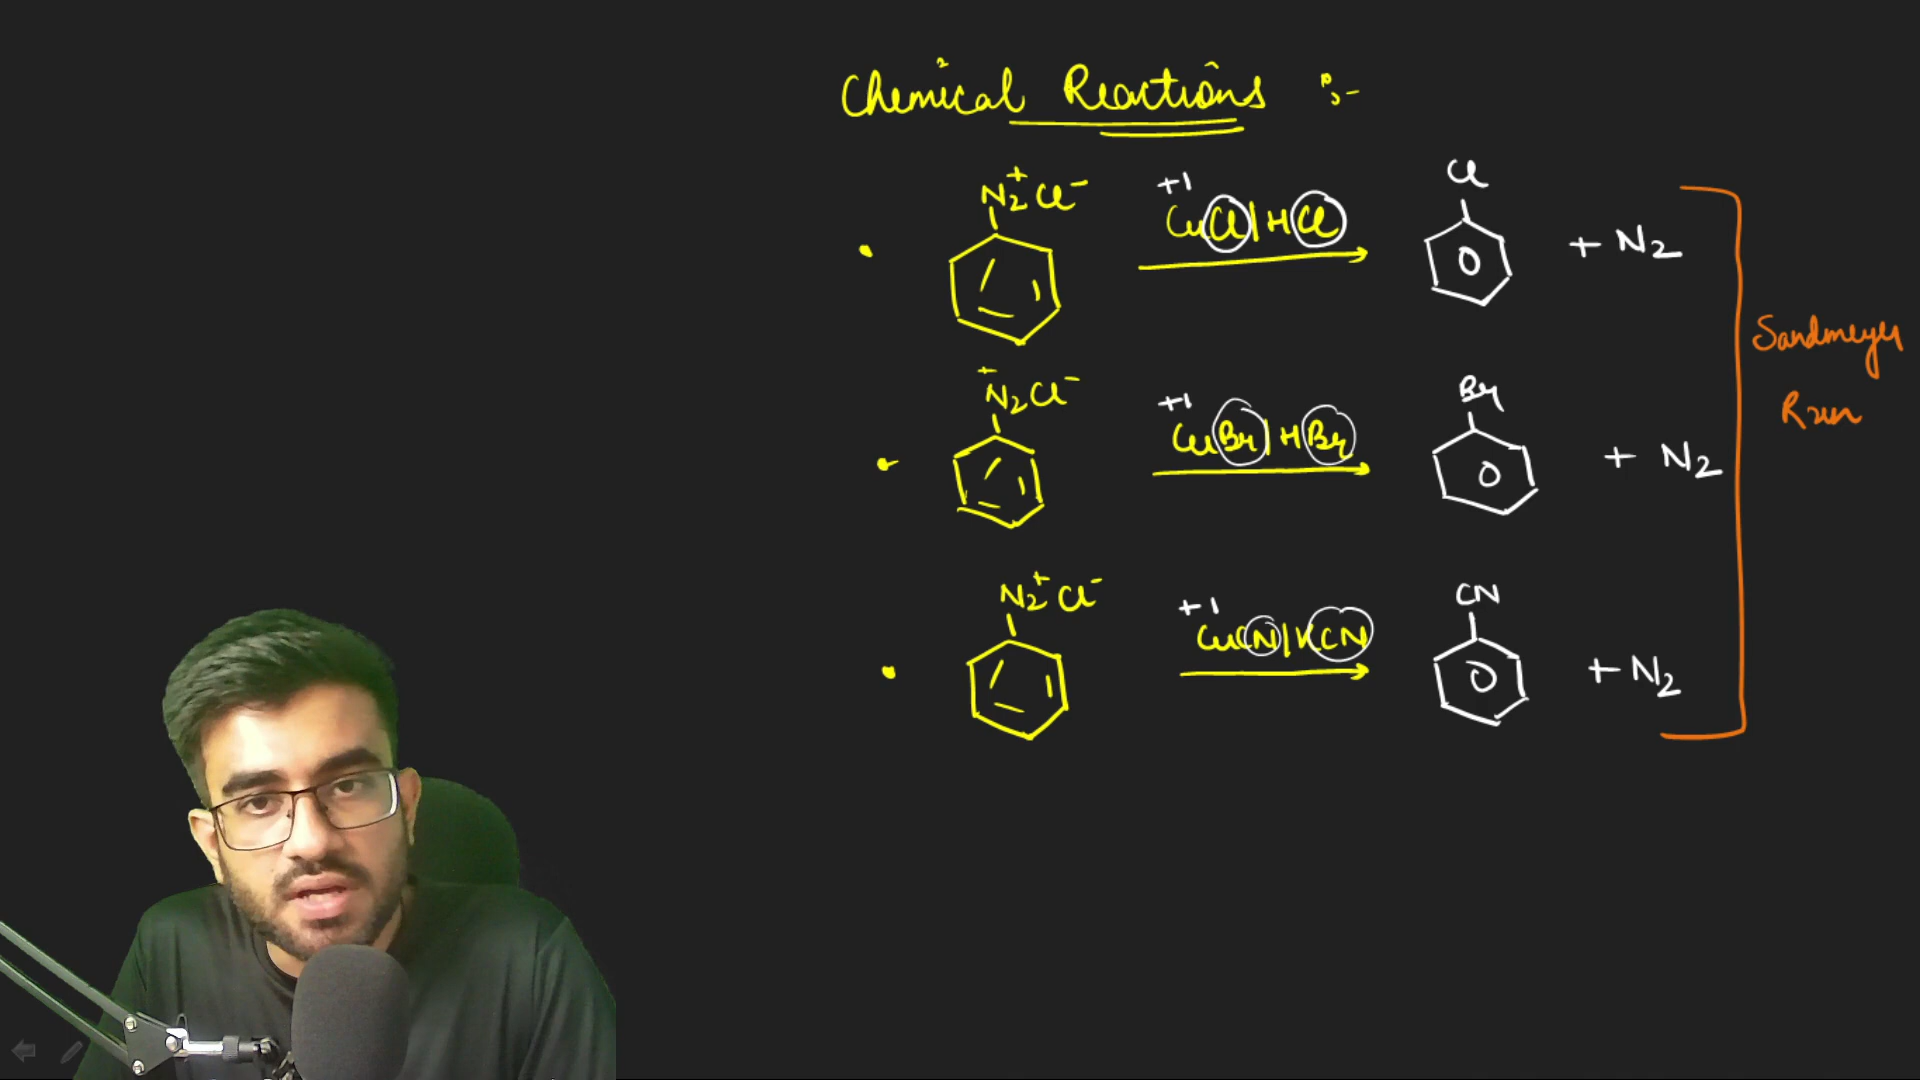 Chemical Reactions :-
N₂⁺Cl⁻ +1 CuCl | HCl Cl + N₂
Sandmeyer
N₂⁺Cl⁻ +1 CuBr | HBr Br + N₂
Rxn
N₂⁺Cl⁻ +1 CuCN | KCN CN + N₂